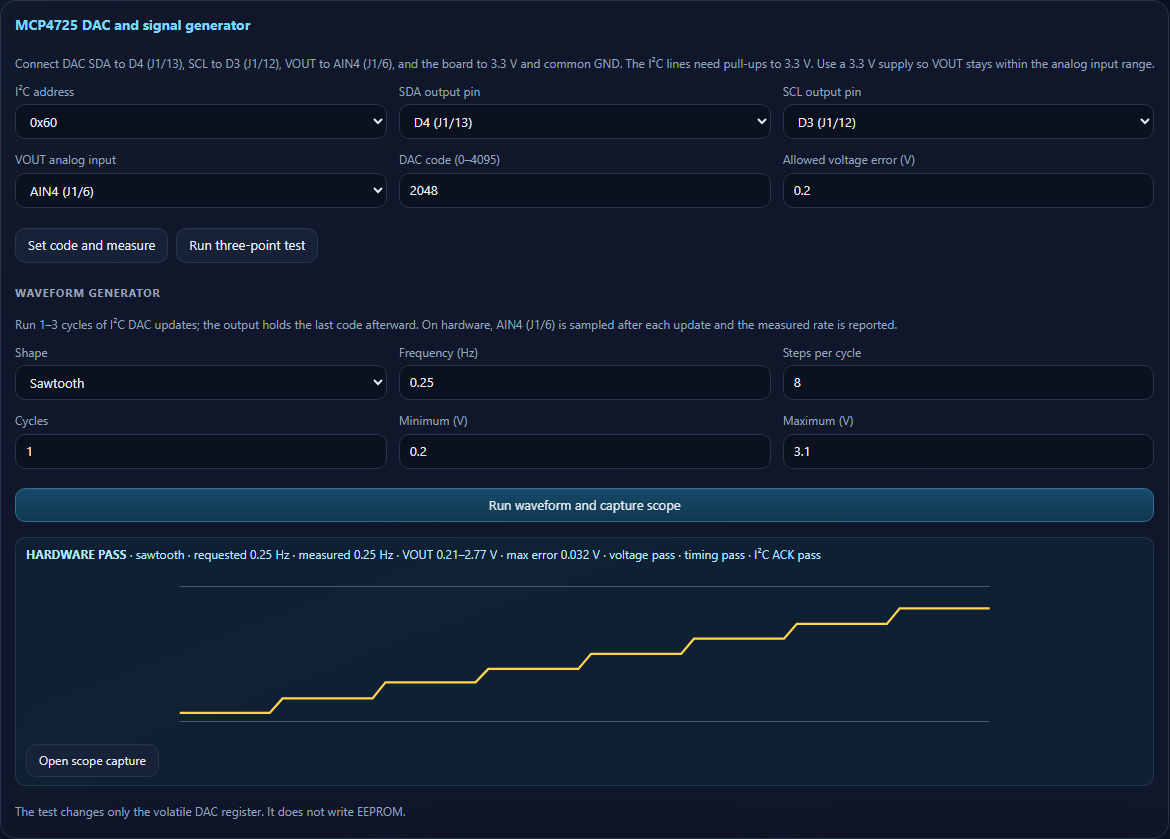 MCP4725 DAC and signal generator
Connect DAC SDA to D4 (J1/13), SCL to D3 (J1/12), VOUT to AIN4 (J1/6), and the board to 3.3 V and common GND. The I²C lines need pull-ups to 3.3 V. Use a 3.3 V supply so VOUT stays within the analog input range.
I²C address SDA output pin SCL output pin
0x60 D4 (J1/13) D3 (J1/12)
VOUT analog input DAC code (0–4095) Allowed voltage error (V)
AIN4 (J1/6) 2048 0.2
Set code and measure Run three-point test
WAVEFORM GENERATOR
Run 1–3 cycles of I²C DAC updates; the output holds the last code afterward. On hardware, AIN4 (J1/6) is sampled after each update and the measured rate is reported.
Shape Frequency (Hz) Steps per cycle
Sawtooth 0.25 8
Cycles Minimum (V) Maximum (V)
1 0.2 3.1
Run waveform and capture scope
HARDWARE PASS · sawtooth · requested 0.25 Hz · measured 0.25 Hz · VOUT 0.21–2.77 V · max error 0.032 V · voltage pass · timing pass · I²C ACK pass
Open scope capture
The test changes only the volatile DAC register. It does not write EEPROM.